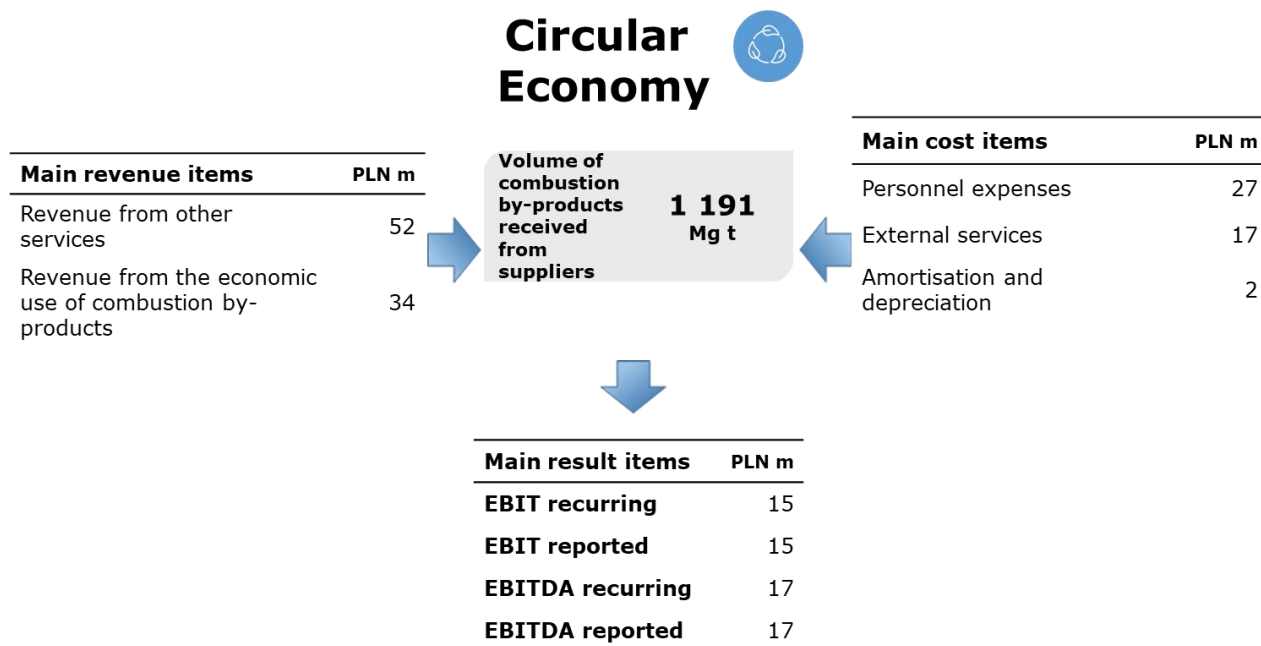 Circular
Economy
Main revenue items PLN m
Revenue from other
services
52
Revenue from the economic
use of combustion by-
products
34
Volume of
combustion
by-products
received
from
suppliers
1 191
Mg t
Main cost items PLN m
Personnel expenses 27
External services 17
Amortisation and
depreciation
2
Main result items PLN m
EBIT recurring 15
EBIT reported 15
EBITDA recurring 17
EBITDA reported 17